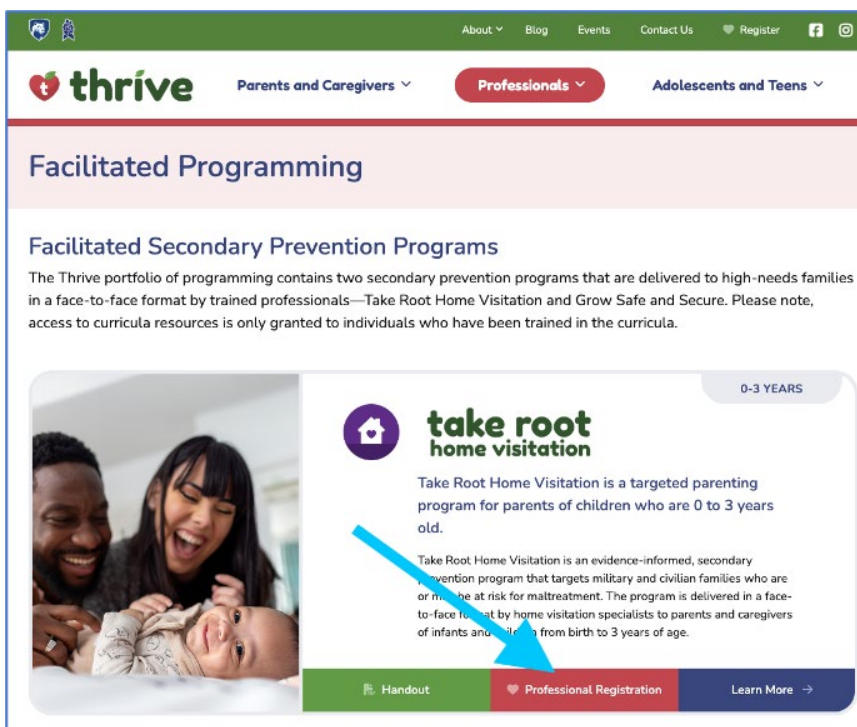 About Blog Events Contact Us Register
thrive Parents and Caregivers Professionals Adolescents and Teens
Facilitated Programming
Facilitated Secondary Prevention Programs
The Thrive portfolio of programming contains two secondary prevention programs that are delivered to high-needs families
in a face-to-face format by trained professionals—Take Root Home Visitation and Grow Safe and Secure. Please note,
access to curricula resources is only granted to individuals who have been trained in the curricula.
0-3 YEARS
take root
home visitation
Take Root Home Visitation is a targeted parenting
program for parents of children who are 0 to 3 years
old.
Take Root Home Visitation is an evidence-informed, secondary
prevention program that targets military and civilian families who are
or may be at risk for maltreatment. The program is delivered in a face-
to-face format by home visitation specialists to parents and caregivers
of infants and children from birth to 3 years of age.
Handout Professional Registration Learn More →